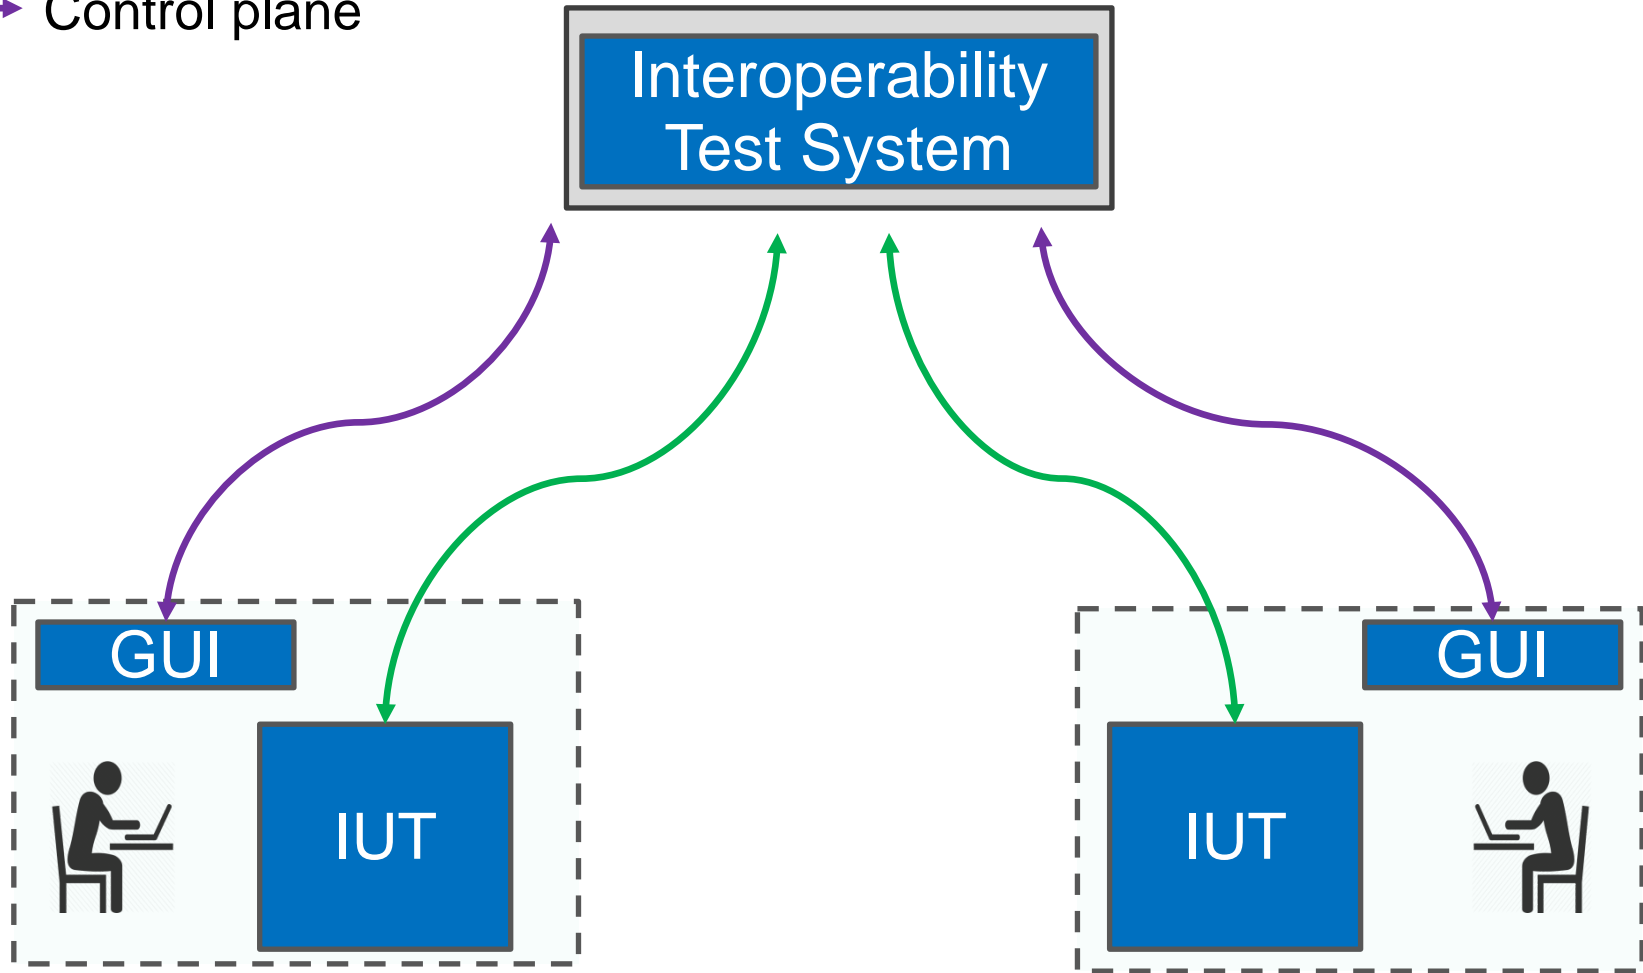 Control plane
Interoperability
Test System
GUI
GUI
IUT
IUT